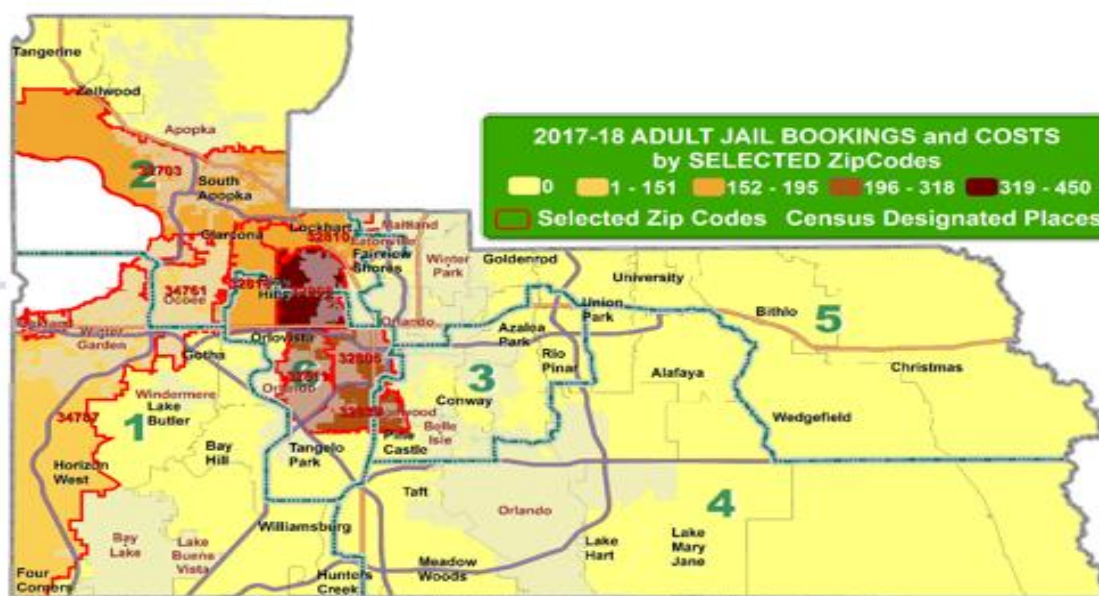 Tangerine
Zellwood
Apopka
2017-18 ADULT JAIL BOOKINGS and COSTS
by SELECTED ZipCodes
0 1 - 151 152 - 195 196 - 318 319 - 450
Selected Zip Codes Census Designated Places
2
32703
South
Apopka
Clarcona
Lockhart
32810
Maitland
Eatonville
Fairview
Shores
Winter
Park
Goldenrod
University
Union
Park
Bithlo
5
34761
Ocoee
Hills
Oakland
Winter
Garden
Orlovista
Orlando
Azalea
Park
Gotha
32805
Rio
Pinar
Christmas
Alafaya
3
Orlando
Windermere
Lake
Butler
1
34787
Conway
Wedgefield
Belle
Isle
Bay
Hill
Tangelo
Park
Pine
Castle
Horizon
West
Taft
4
Orlando
Williamsburg
Bay
Lake
Lake
Buena
Vista
Lake
Hart
Lake
Mary
Jane
Meadow
Woods
Four
Corners
Hunters
Creek